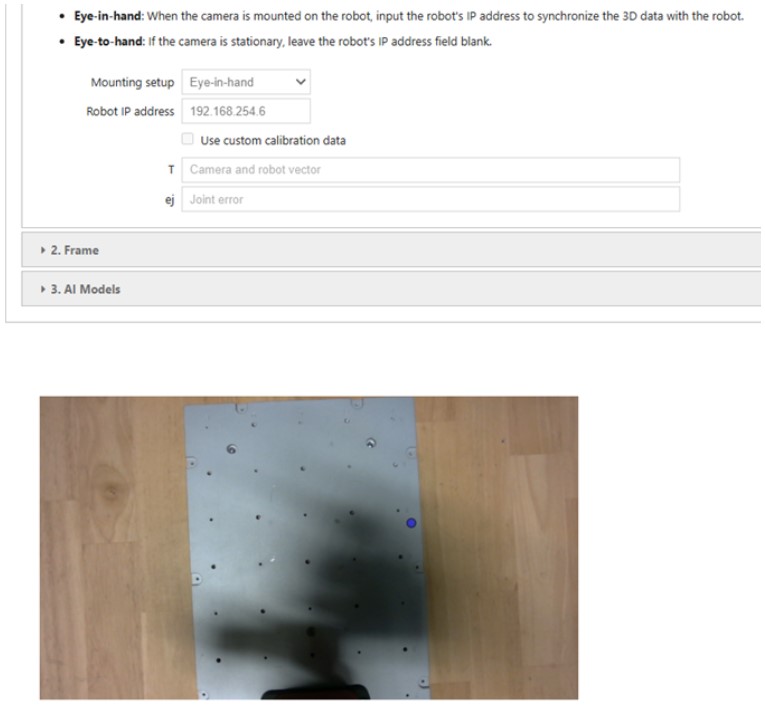 • Eye-in-hand: When the camera is mounted on the robot, input the robot's IP address to synchronize the 3D data with the robot.
• Eye-to-hand: If the camera is stationary, leave the robot's IP address field blank.
Mounting setup Eye-in-hand
Robot IP address 192.168.254.6
Use custom calibration data
T Camera and robot vector
ej Joint error
2. Frame
3. AI Models